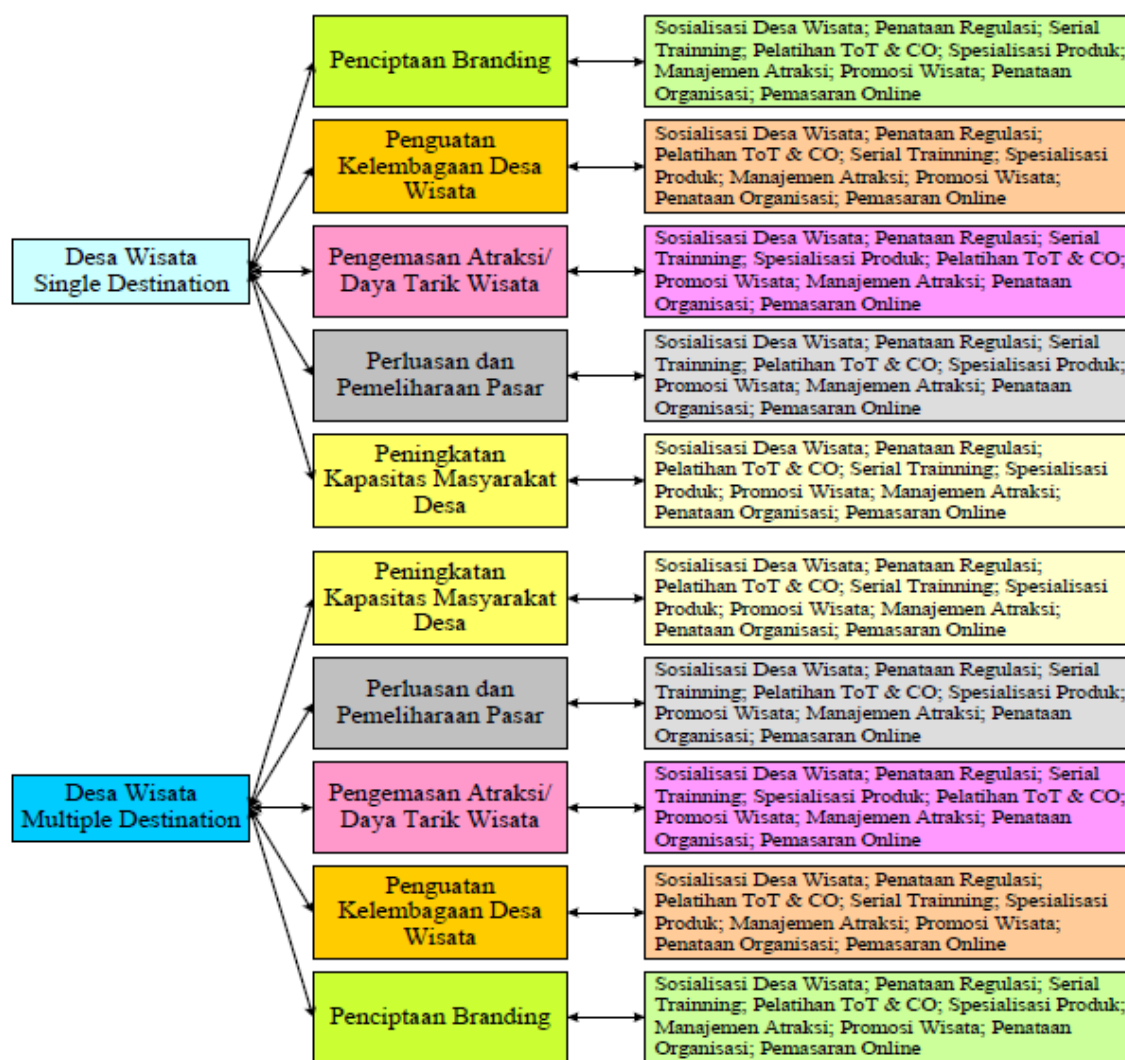 Penciptaan Branding
Sosialisasi Desa Wisata; Penataan Regulasi; Serial
Trainning; Pelatihan ToT & CO; Spesialisasi Produk;
Manajemen Atraksi; Promosi Wisata; Penataan
Organisasi; Pemasaran Online
Penguatan
Kelembagaan Desa
Wisata
Sosialisasi Desa Wisata; Penataan Regulasi;
Pelatihan ToT & CO; Serial Trainning; Spesialisasi
Produk; Manajemen Atraksi; Promosi Wisata;
Penataan Organisasi; Pemasaran Online
Desa Wisata
Single Destination
Pengemasan Atraksi/
Daya Tarik Wisata
Sosialisasi Desa Wisata; Penataan Regulasi; Serial
Trainning; Spesialisasi Produk; Pelatihan ToT & CO;
Promosi Wisata; Manajemen Atraksi; Penataan
Organisasi; Pemasaran Online
Perluasan dan
Pemeliharaan Pasar
Sosialisasi Desa Wisata; Penataan Regulasi; Serial
Trainning; Pelatihan ToT & CO; Spesialisasi Produk;
Promosi Wisata; Manajemen Atraksi; Penataan
Organisasi; Pemasaran Online
Peningkatan
Kapasitas Masyarakat
Desa
Sosialisasi Desa Wisata; Penataan Regulasi;
Pelatihan ToT & CO; Serial Trainning; Spesialisasi
Produk; Promosi Wisata; Manajemen Atraksi;
Penataan Organisasi; Pemasaran Online
Peningkatan
Kapasitas Masyarakat
Desa
Sosialisasi Desa Wisata; Penataan Regulasi;
Pelatihan ToT & CO; Serial Trainning; Spesialisasi
Produk; Promosi Wisata; Manajemen Atraksi;
Penataan Organisasi; Pemasaran Online
Perluasan dan
Pemeliharaan Pasar
Sosialisasi Desa Wisata; Penataan Regulasi; Serial
Trainning; Pelatihan ToT & CO; Spesialisasi Produk;
Promosi Wisata; Manajemen Atraksi; Penataan
Organisasi; Pemasaran Online
Desa Wisata
Multiple Destination
Pengemasan Atraksi/
Daya Tarik Wisata
Sosialisasi Desa Wisata; Penataan Regulasi; Serial
Trainning; Spesialisasi Produk; Pelatihan ToT & CO;
Promosi Wisata; Manajemen Atraksi; Penataan
Organisasi; Pemasaran Online
Penguatan
Kelembagaan Desa
Wisata
Sosialisasi Desa Wisata; Penataan Regulasi;
Pelatihan ToT & CO; Serial Trainning; Spesialisasi
Produk; Manajemen Atraksi; Promosi Wisata;
Penataan Organisasi; Pemasaran Online
Penciptaan Branding
Sosialisasi Desa Wisata; Penataan Regulasi; Serial
Trainning; Pelatihan ToT & CO; Spesialisasi Produk;
Manajemen Atraksi; Promosi Wisata; Penataan
Organisasi; Pemasaran Online